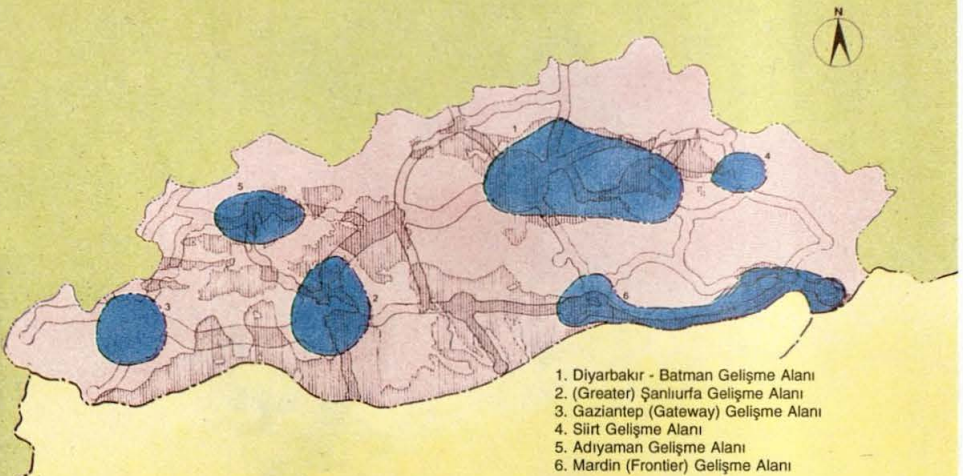 N
1
5
4
3
2
6
1. Diyarbakır - Batman Gelişme Alanı
2. (Greater) Şanlıurfa Gelişme Alanı
3. Gaziantep (Gateway) Gelişme Alanı
4. Siirt Gelişme Alanı
5. Adıyaman Gelişme Alanı
6. Mardin (Frontier) Gelişme Alanı